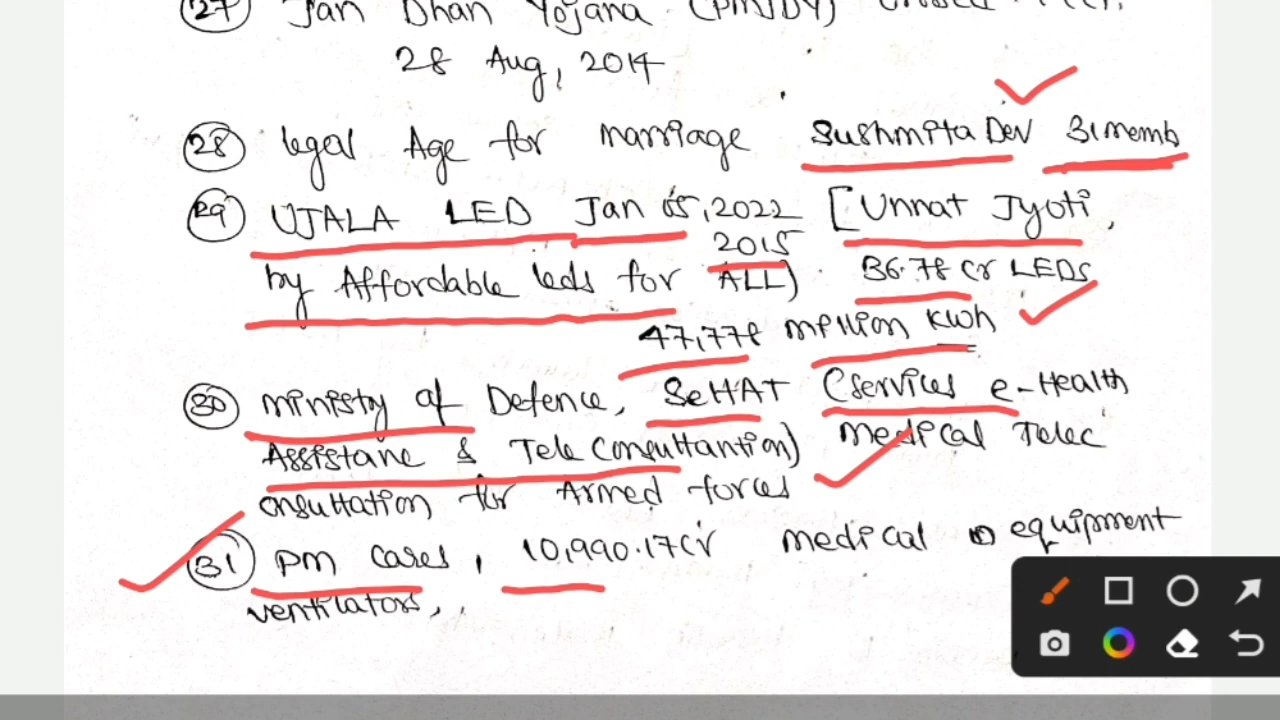 27 Jan Dhan Yojana (PMJDY)
28 Aug, 2014
28 legal Age for marriage Sushmita Dev 31 memb
29 UJALA LED Jan 05, 2022 [Unnat Jyoti,
2015
by Affordable leds for ALL) 36.78 Cr LEDs
47,778 million kwh
30 ministry of Defence, SeHAT (Services e-Health
Assistane & Tele Consultantion) medical Telec
onsultation for Armed forces
31 PM Cares, 10,990.17Cr medical equipment
ventilators,